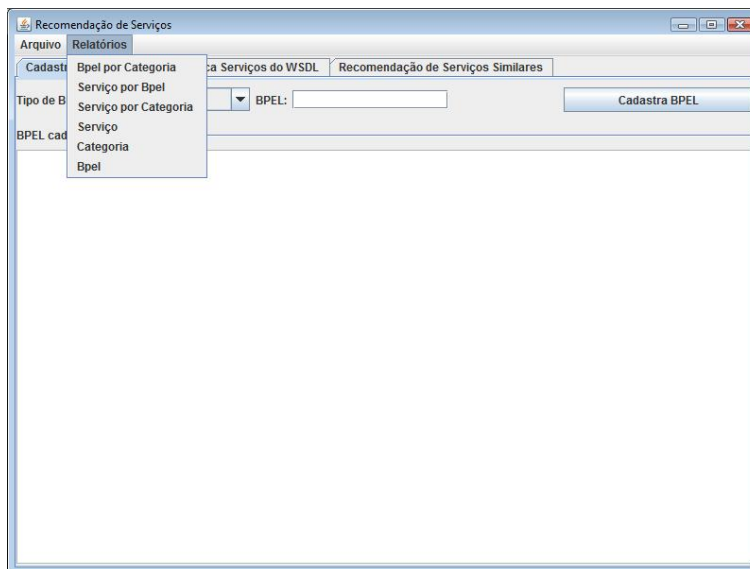 Recomendação de Serviços
Arquivo Relatórios
Cadast Serviços do WSDL Recomendação de Serviços Similares
Bpel por Categoria
Serviço por Bpel
Serviço por Categoria
Serviço
Categoria
Bpel
Tipo de B BPEL: Cadastra BPEL
BPEL cad